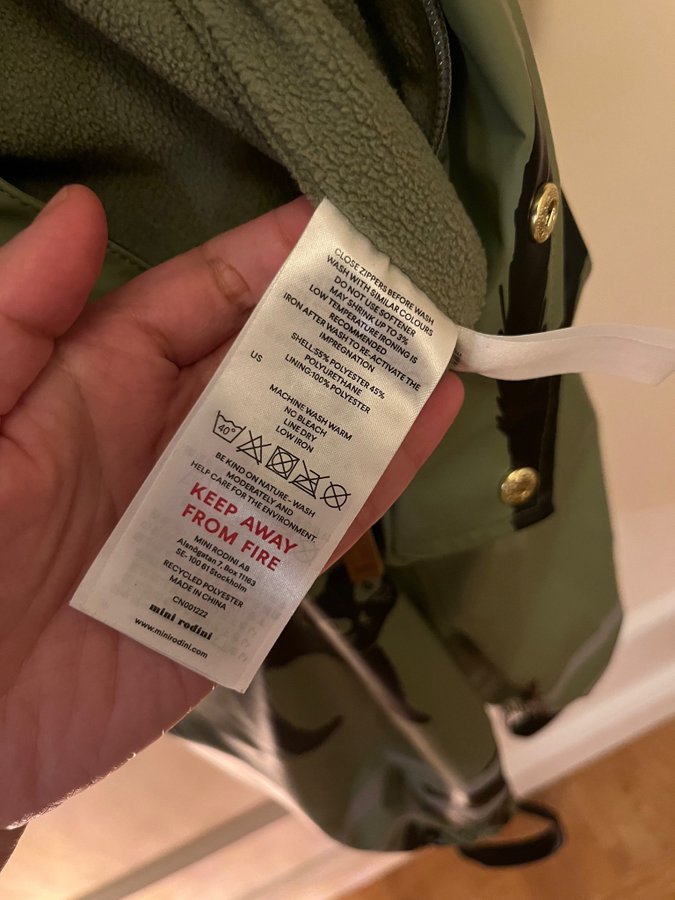 CLOSE ZIPPERS BEFORE WASH
WASH WITH SIMILAR COLOURS
DO NOT USE SOFTENER
MAY SHRINK UP TO 3%
LOW TEMPERATURE IRONING IS
RECOMMENDED
IRON AFTER WASH TO RE-ACTIVATE THE
IMPREGNATION
US
SHELL:55% POLYESTER 45%
POLYURETHANE
LINING:100% POLYESTER
MACHINE WASH WARM
NO BLEACH
LINE DRY
LOW IRON
40°
BE KIND ON NATURE - WASH
MODERATELY AND
HELP CARE FOR THE ENVIRONMENT.
KEEP AWAY
FROM FIRE
MINI RODINI AB
Alsnögatan 7, Box 11163
SE- 100 61 Stockholm
RECYCLED POLYESTER
MADE IN CHINA
CN001222
mini rodini
www.minirodini.com